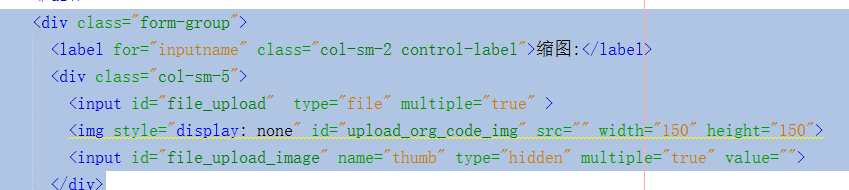 <div class="form-group">
<label for="inputname" class="col-sm-2 control-label">缩图:</label>
<div class="col-sm-5">
<input id="file_upload"  type="file" multiple="true" >
<img style="display: none" id="upload_org_code_img" src="" width="150" height="150">
<input id="file_upload_image" name="thumb" type="hidden" multiple="true" value="">
</div>